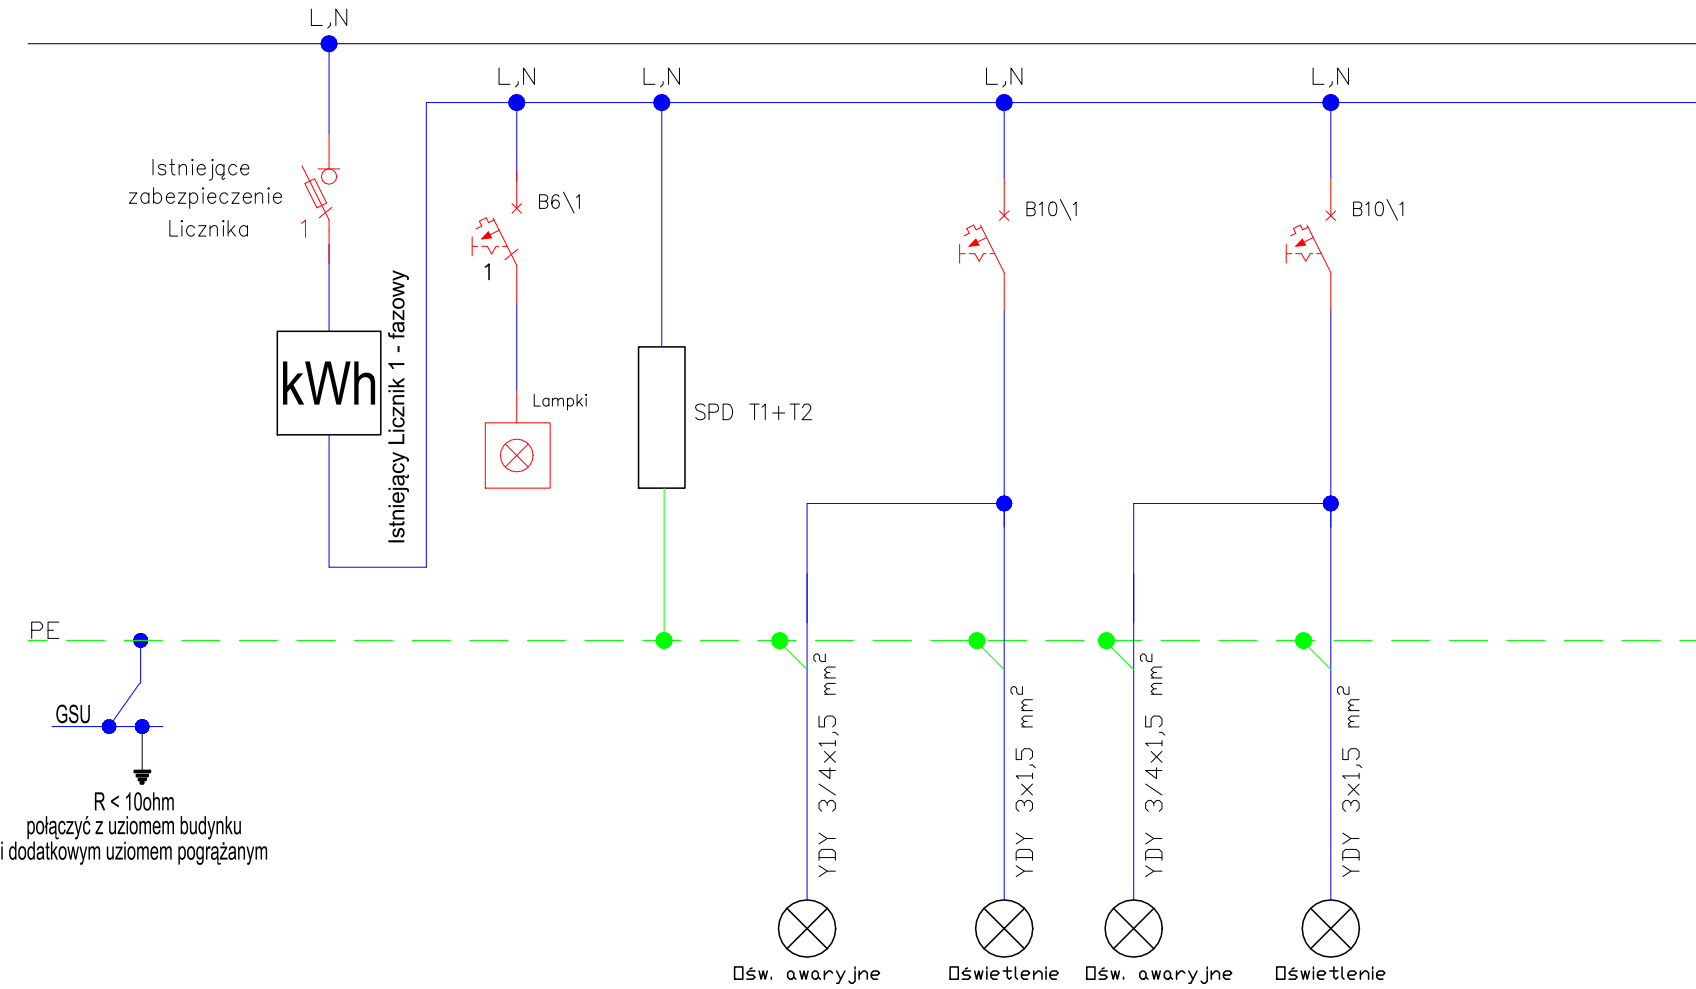 L,N
L,N
L,N
L,N
L,N
Istniejące
zabezpieczenie
Licznika
1
B6\1
1
B10\1
B10\1
kWh
Istniejący Licznik 1 - fazowy
Lampki
SPD T1+T2
PE
GSU
R < 10ohm
połączyć z uziomem budynku
i dodatkowym uziomem pogrążanym
YDY 3/4x1,5 mm²
YDY 3x1,5 mm²
YDY 3/4x1,5 mm²
YDY 3x1,5 mm²
Ośw. awaryjne
Oświetlenie
Ośw. awaryjne
Oświetlenie